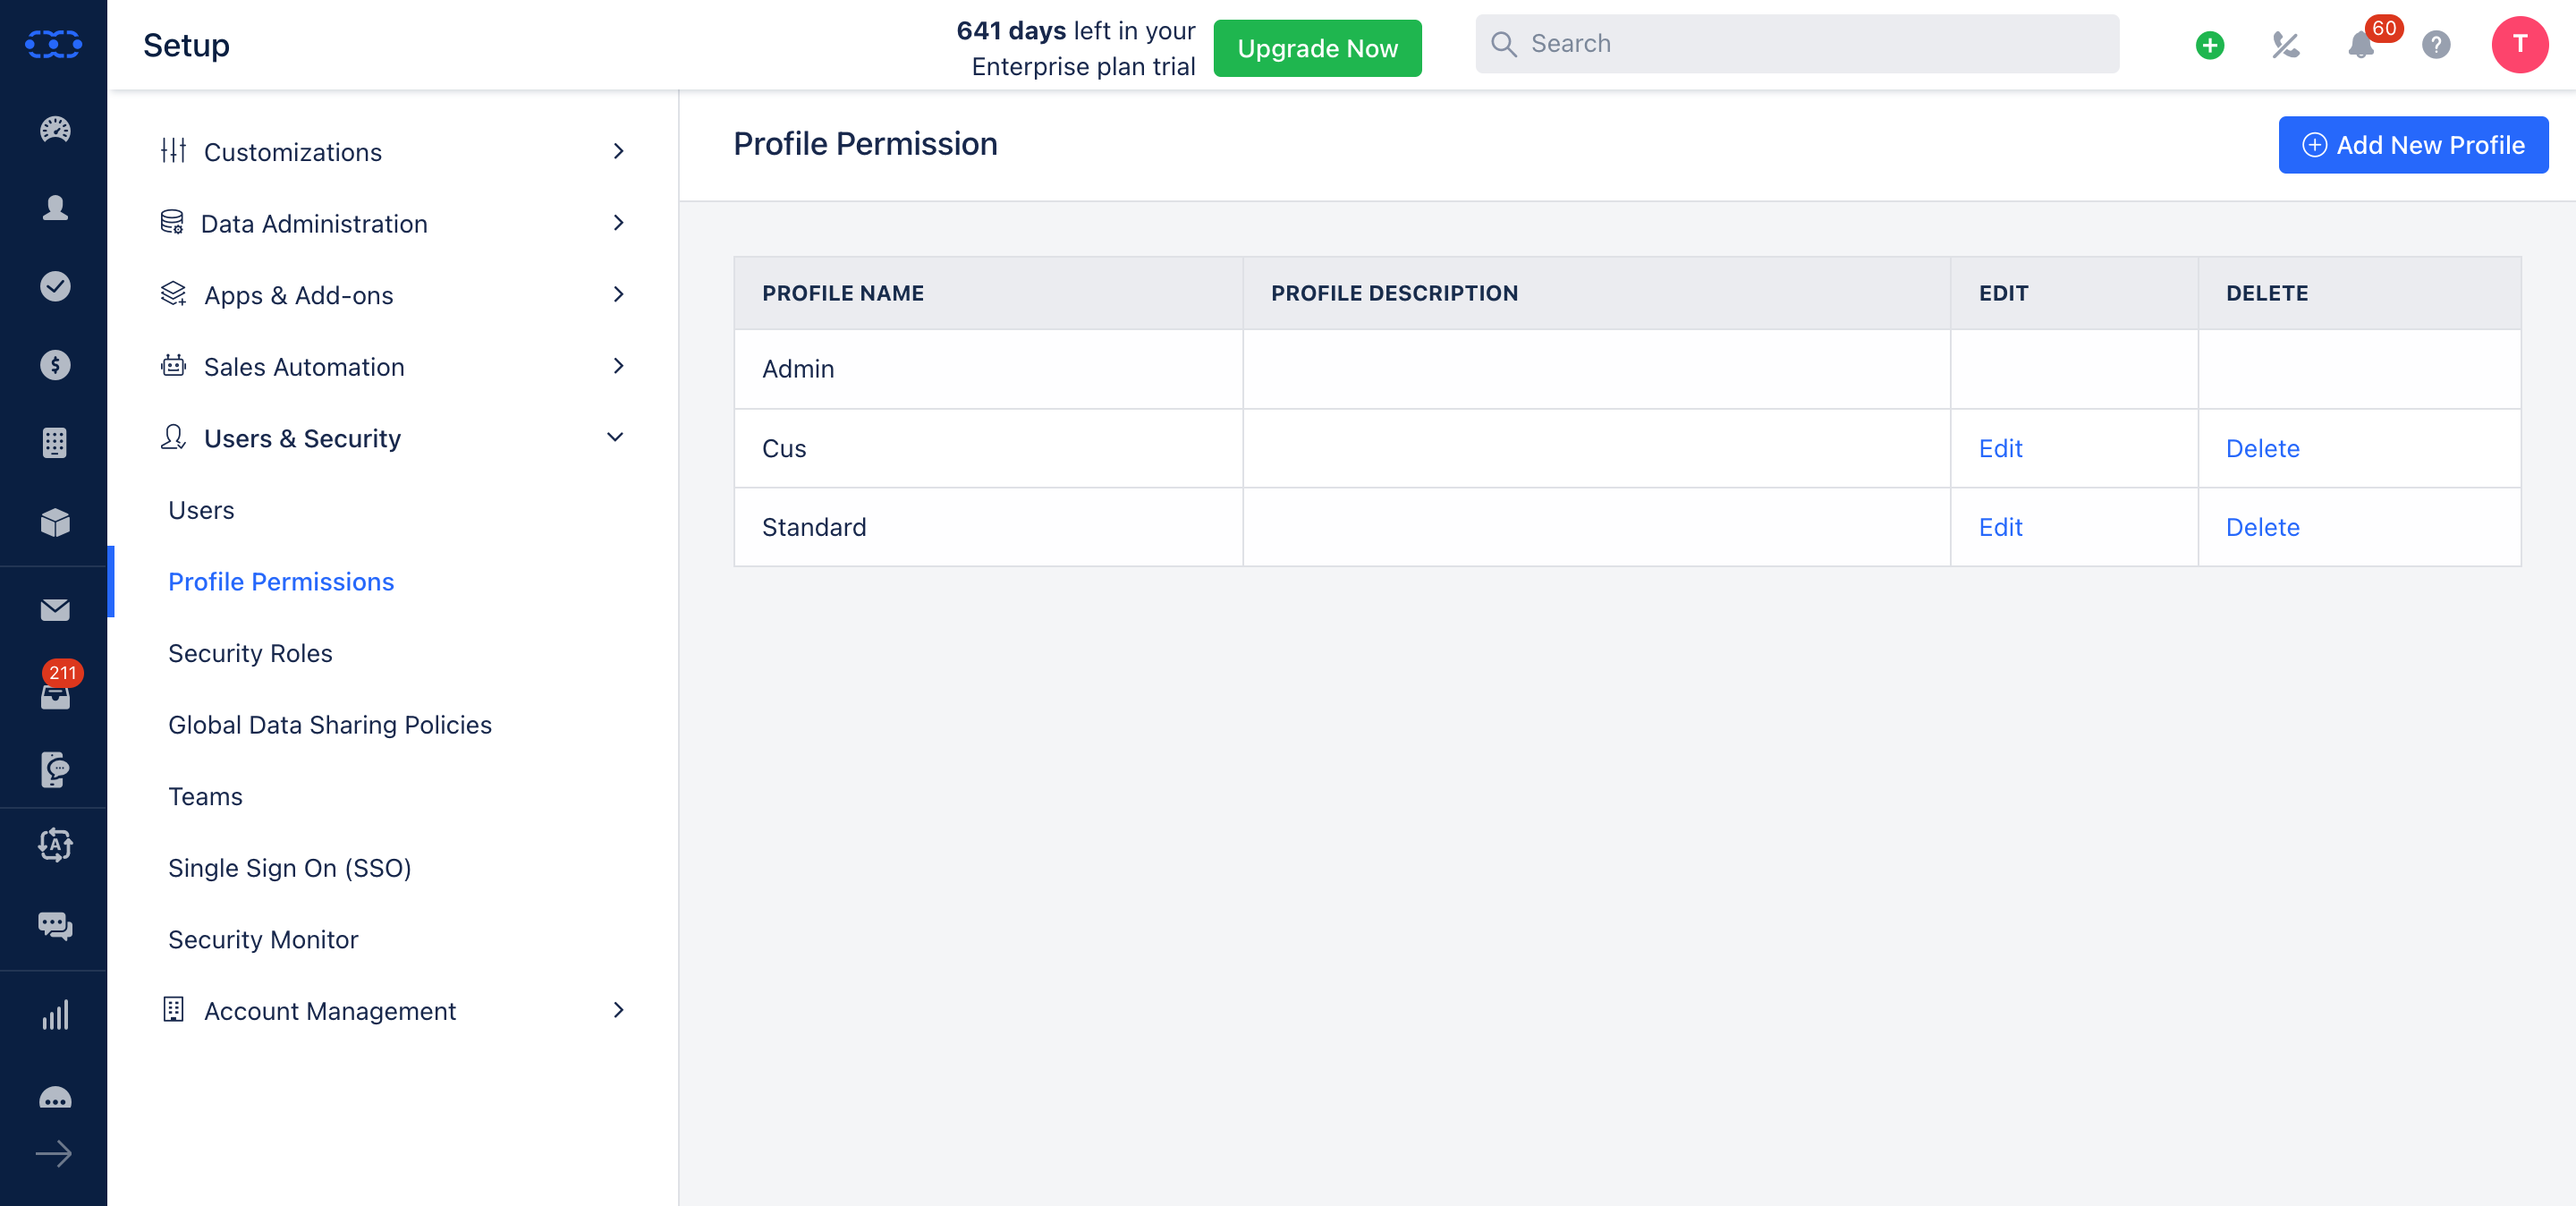 Setup
641 days left in your
Enterprise plan trial
Upgrade Now
Search
60
?
T
Customizations
Data Administration
Apps & Add-ons
Sales Automation
Users & Security
Users
Profile Permissions
Security Roles
Global Data Sharing Policies
Teams
Single Sign On (SSO)
Security Monitor
Account Management
211
A
$
Profile Permission
Add New Profile
PROFILE NAME PROFILE DESCRIPTION EDIT DELETE
Admin
Cus Edit Delete
Standard Edit Delete